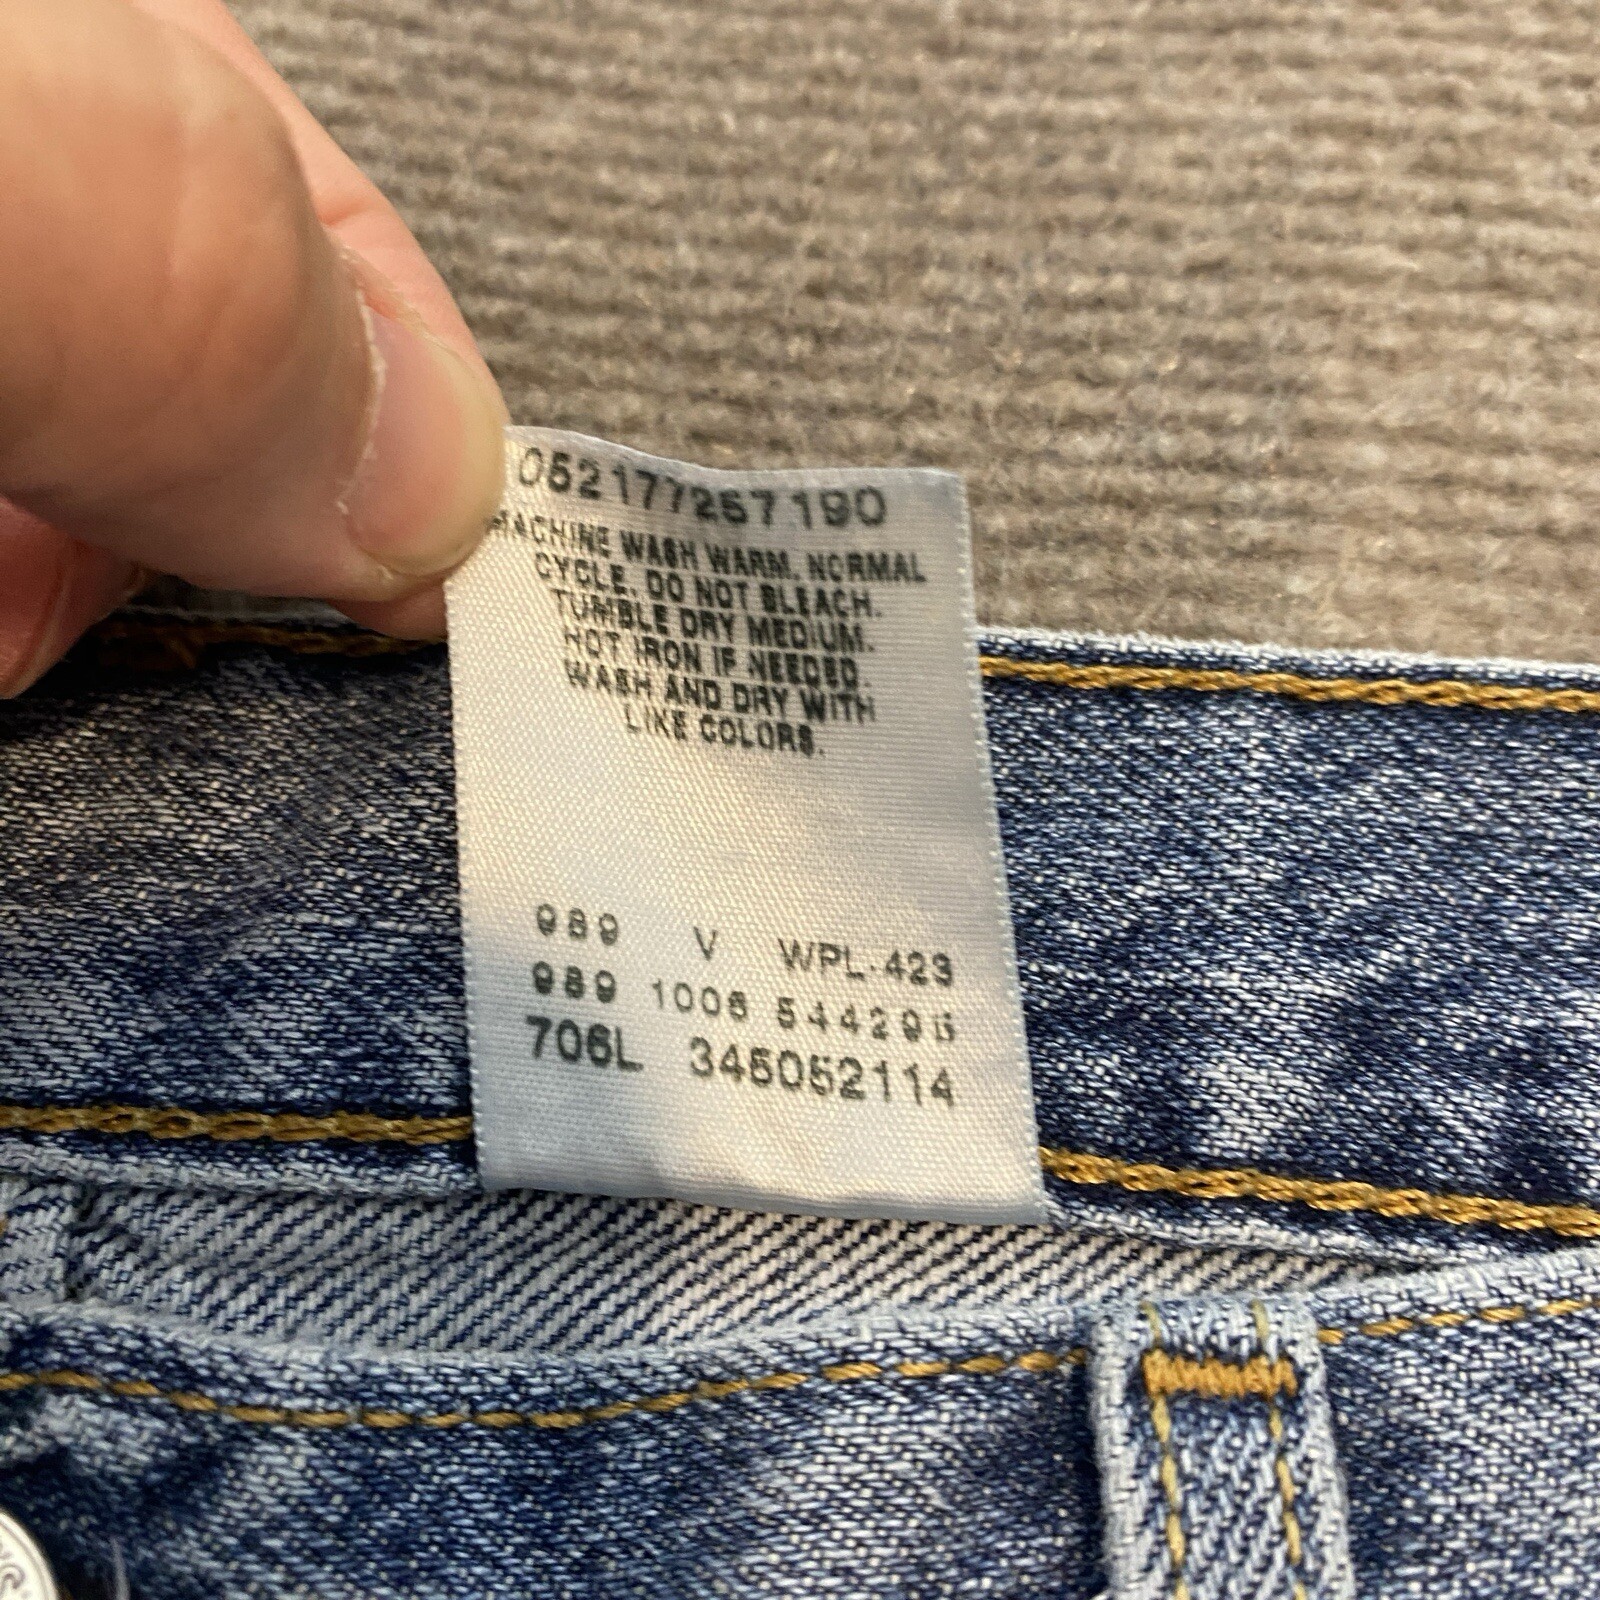 052177257190
MACHINE WASH WARM. NORMAL
CYCLE. DO NOT BLEACH.
TUMBLE DRY MEDIUM.
HOT IRON IF NEEDED.
WASH AND DRY WITH
LIKE COLORS.
989 V WPL-423
989 1006
706L 345052114